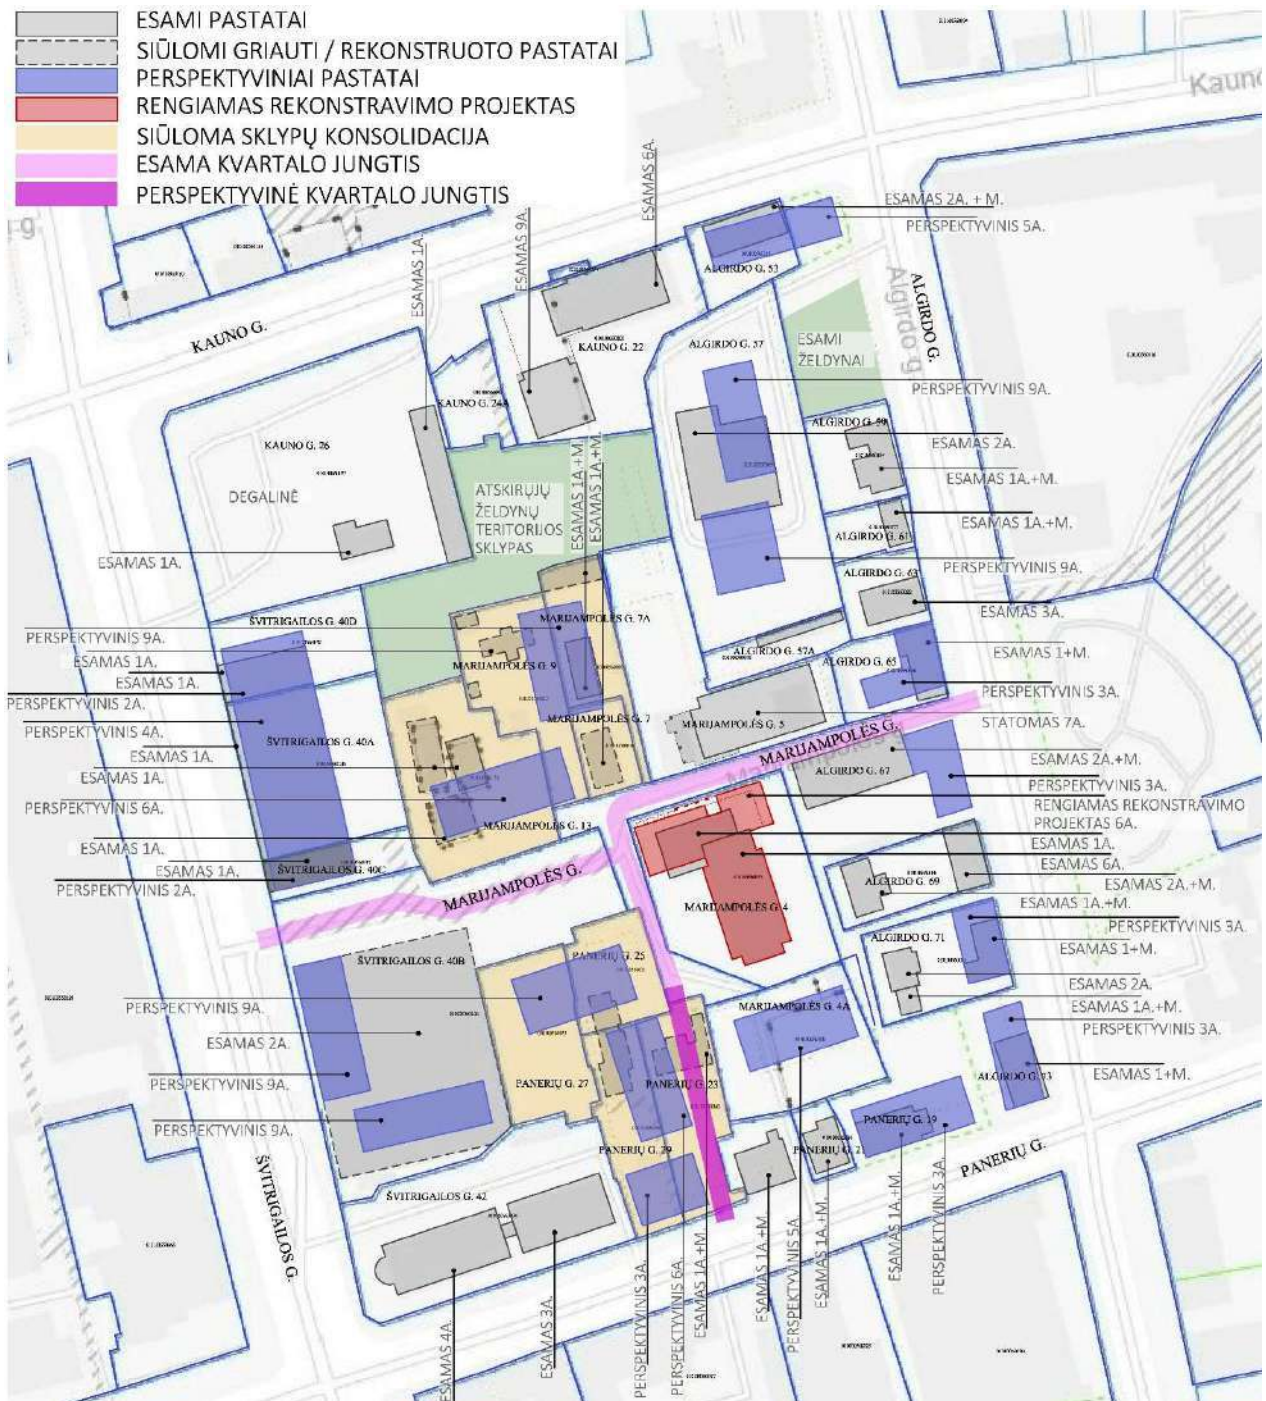 ESAMI PASTATAI
SIŪLOMI GRIAUTI / REKONSTRUOTO PASTATAI
PERSPEKTYVINIAI PASTATAI
RENGIAMAS REKONSTRAVIMO PROJEKTAS
SIŪLOMA SKLYPŲ KONSOLIDACIJA
ESAMA KVARTALO JUNGTIS
PERSPEKTYVINĖ KVARTALO JUNGTIS
Kauno
g.
ESAMAS 1A.
ESAMAS 9A.
ESAMAS 6A.
ESAMAS 2A. + M.
PERSPEKTYVINIS 5A.
ALGIRDO G. 53
KAUNO G.
KAUNO G. 22
ALGIRDO G. 57
ESAMI
ŽELDYNAI
ALGIRDO G.
Algirdo g.
PERSPEKTYVINIS 9A.
KAUNO G. 24A
KAUNO G. 26
DEGALINĖ
ESAMAS 2A.
ESAMAS 1A.+M.
ATSKIRŲJŲ
ŽELDYNŲ
TERITORIJOS
SKLYPAS
ESAMAS 1A.+M.
ESAMAS 1A.+M.
ESAMAS 1A.+M.
ALGIRDO G. 61
ESAMAS 1A.
ALGIRDO G. 63
PERSPEKTYVINIS 9A.
ESAMAS 3A.
ŠVITRIGAILOS G. 40D
MARIJAMPOLĖS G. 7A
PERSPEKTYVINIS 9A.
ESAMAS 1A.
ESAMAS 1A.
PERSPEKTYVINIS 2A.
MARIJAMPOLĖS G. 9
ALGIRDO G. 57A
ALGIRDO G. 65
ESAMAS 1+M.
PERSPEKTYVINIS 3A.
STATOMAS 7A.
PERSPEKTYVINIS 4A.
ESAMAS 1A.
ŠVITRIGAILOS G. 40A
MARIJAMPOLĖS G. 7
MARIJAMPOLĖS G. 5
MARIJAMPOLĖS G.
ESAMAS 1A.
PERSPEKTYVINIS 6A.
ALGIRDO G. 67
ESAMAS 2A.+M.
PERSPEKTYVINIS 3A.
RENGIAMAS REKONSTRAVIMO
PROJEKTAS 6A.
MARIJAMPOLĖS G. 13
ESAMAS 1A.
ESAMAS 1A.
PERSPEKTYVINIS 2A.
ŠVITRIGAILOS G. 40C
ESAMAS 1A.
ESAMAS 6A.
ALGIRDO G. 69
ESAMAS 2A.+M.
ESAMAS 1A.+M.
MARIJAMPOLĖS G.
MARIJAMPOLĖS G. 4
PERSPEKTYVINIS 3A.
ALGIRDO G. 71
ESAMAS 1+M.
ŠVITRIGAILOS G. 40B
PANERIŲ G. 25
ESAMAS 2A.
PERSPEKTYVINIS 9A.
MARIJAMPOLĖS G. 4A
ESAMAS 1A.+M.
PERSPEKTYVINIS 3A.
ESAMAS 2A.
PERSPEKTYVINIS 9A.
PANERIŲ G. 27
PANERIŲ G. 23
ALGIRDO G. 73
ESAMAS 1+M.
PERSPEKTYVINIS 9A.
PANERIŲ G. 29
PANERIŲ G. 21
PANERIŲ G. 19
PANERIŲ G.
ŠVITRIGAILOS G. 42
ŠVITRIGAILOS G.
ESAMAS 4A.
ESAMAS 3A.
PERSPEKTYVINIS 3A.
PERSPEKTYVINIS 6A.
ESAMAS 1A.+M.
ESAMAS 1A.+M.
PERSPEKTYVINIS 5A.
ESAMAS 1A.+M.
ESAMAS 1A.+M.
PERSPEKTYVINIS 3A.